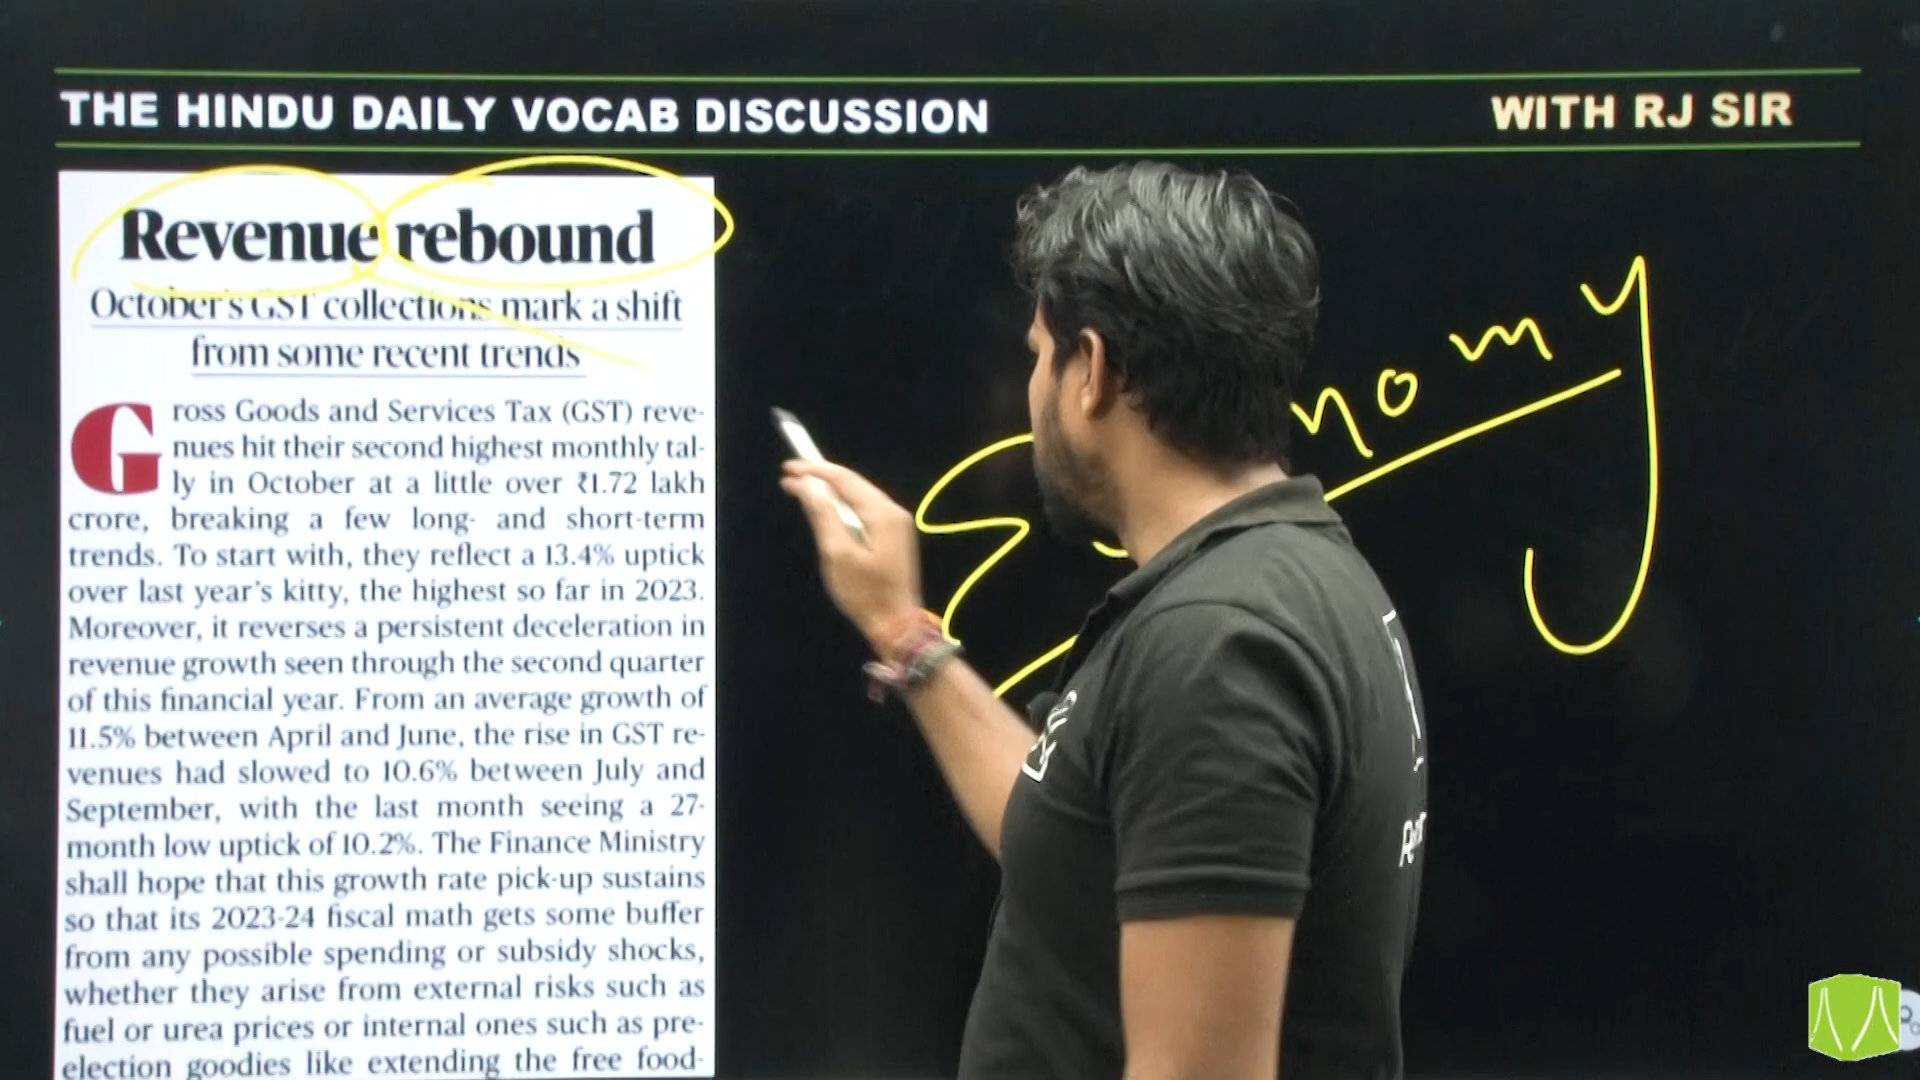 THE HINDU DAILY VOCAB DISCUSSION
WITH RJ SIR
Revenue rebound
October's GST collections mark a shift
from some recent trends
Gross Goods and Services Tax (GST) reve-
nues hit their second highest monthly tal-
ly in October at a little over ₹1.72 lakh
crore, breaking a few long- and short-term
trends. To start with, they reflect a 13.4% uptick
over last year's kitty, the highest so far in 2023.
Moreover, it reverses a persistent deceleration in
revenue growth seen through the second quarter
of this financial year. From an average growth of
11.5% between April and June, the rise in GST re-
venues had slowed to 10.6% between July and
September, with the last month seeing a 27-
month low uptick of 10.2%. The Finance Ministry
shall hope that this growth rate pick-up sustains
so that its 2023-24 fiscal math gets some buffer
from any possible spending or subsidy shocks,
whether they arise from external risks such as
fuel or urea prices or internal ones such as pre-
election goodies like extending the free food-
nomy